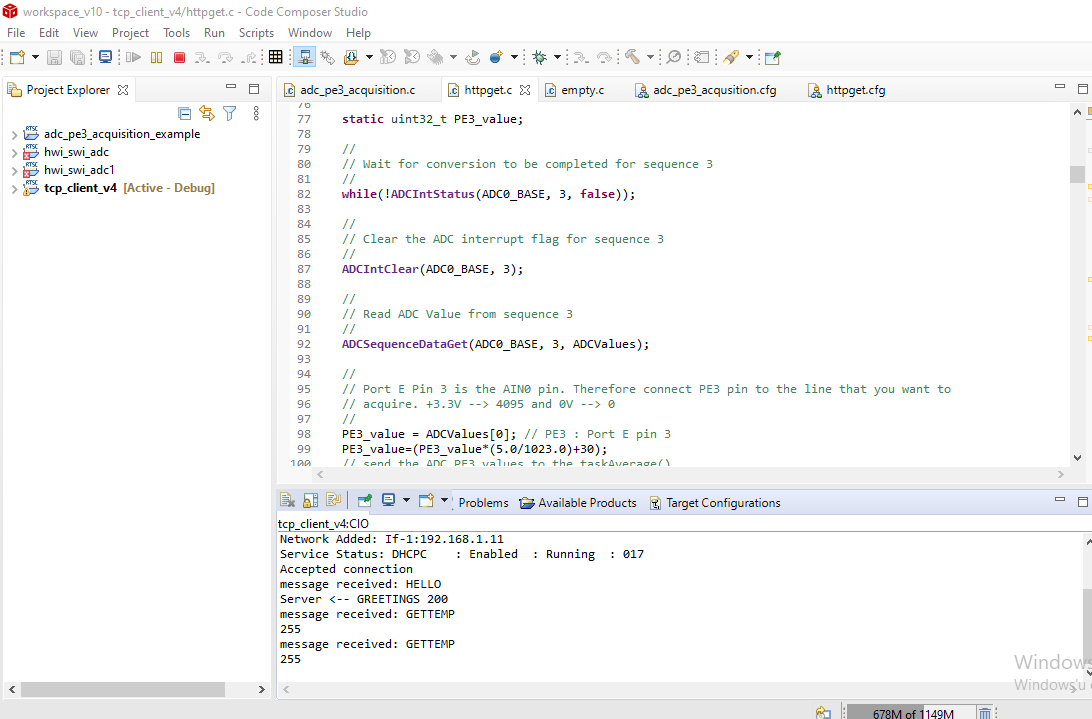 workspace_v10 - tcp_client_v4/httpget.c - Code Composer Studio
File Edit View Project Tools Run Scripts Window Help
Project Explorer
adc_pe3_acquisition_example
hwi_swi_adc
hwi_swi_adc1
tcp_client_v4 [Active - Debug]
adc_pe3_acquisition.c httpget.c empty.c adc_pe3_acqusition.cfg httpget.cfg
76
77 static uint32_t PE3_value;
78
79 //
80 // Wait for conversion to be completed for sequence 3
81 //
82 while(!ADCIntStatus(ADC0_BASE, 3, false));
83
84 //
85 // Clear the ADC interrupt flag for sequence 3
86 //
87 ADCIntClear(ADC0_BASE, 3);
88
89 //
90 // Read ADC Value from sequence 3
91 //
92 ADCSequenceDataGet(ADC0_BASE, 3, ADCValues);
93
94 //
95 // Port E Pin 3 is the AIN0 pin. Therefore connect PE3 pin to the line that you want to
96 // acquire. +3.3V --> 4095 and 0V --> 0
97 //
98 PE3_value = ADCValues[0]; // PE3 : Port E pin 3
99 PE3_value=(PE3_value*(5.0/1023.0)+30);
100 // send the ADC PE3 values to the taskAverage()
Problems Available Products Target Configurations
tcp_client_v4:CIO
Network Added: If-1:192.168.1.11
Service Status: DHCPC : Enabled : Running : 017
Accepted connection
message received: HELLO
Server <-- GREETINGS 200
message received: GETTEMP
255
message received: GETTEMP
255
Windows
Windows'u
678M of 1149M